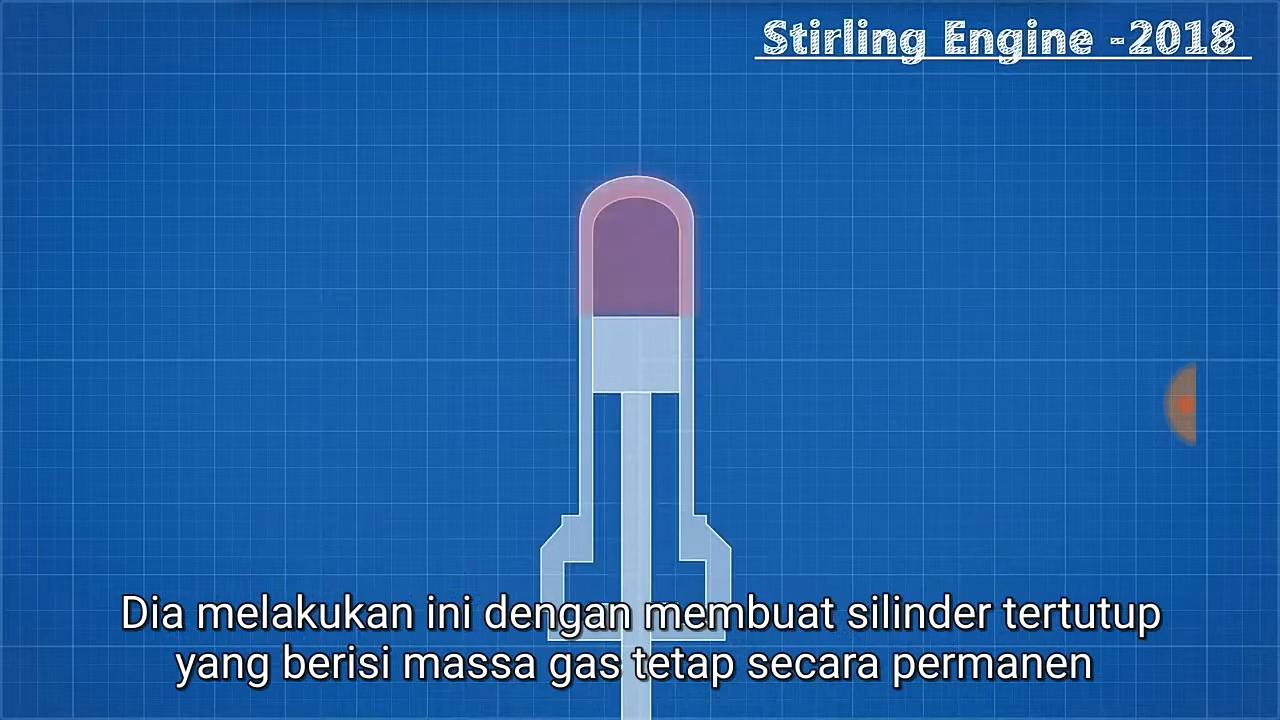 Stirling Engine -2018
Dia melakukan ini dengan membuat silinder tertutup
yang berisi massa gas tetap secara permanen